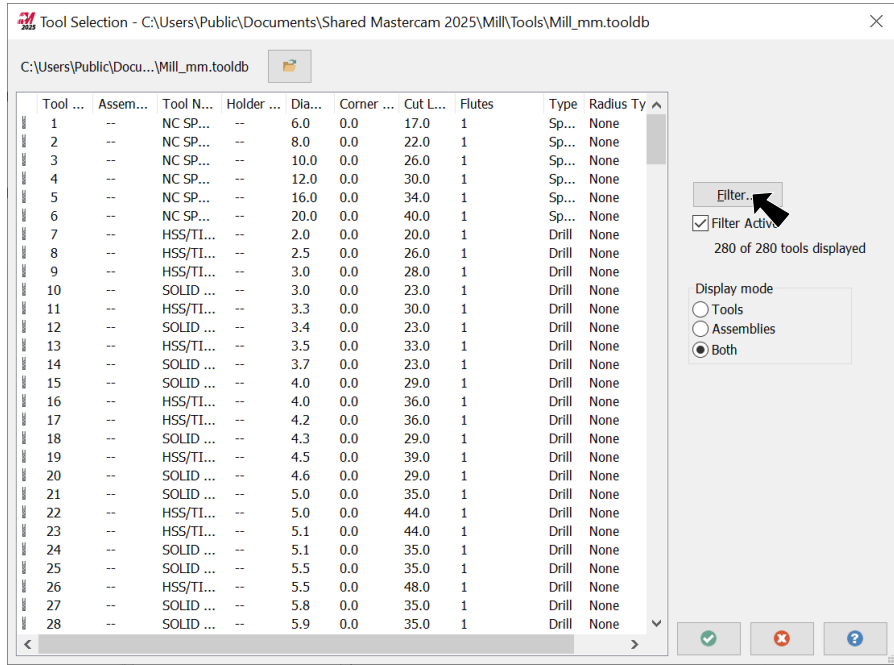 2025 Tool Selection - C:\Users\Public\Documents\Shared Mastercam 2025\Mill\Tools\Mill_mm.tooldb
C:\Users\Public\Docu...\Mill_mm.tooldb
Tool ... Assem... Tool N... Holder ... Dia... Corner ... Cut L... Flutes Type Radius Ty
1 -- NC SP... -- 6.0 0.0 17.0 1 Sp... None
2 -- NC SP... -- 8.0 0.0 22.0 1 Sp... None
3 -- NC SP... -- 10.0 0.0 26.0 1 Sp... None
4 -- NC SP... -- 12.0 0.0 30.0 1 Sp... None
5 -- NC SP... -- 16.0 0.0 34.0 1 Sp... None
6 -- NC SP... -- 20.0 0.0 40.0 1 Sp... None
7 -- HSS/TI... -- 2.0 0.0 20.0 1 Drill None
8 -- HSS/TI... -- 2.5 0.0 26.0 1 Drill None
9 -- HSS/TI... -- 3.0 0.0 28.0 1 Drill None
10 -- SOLID ... -- 3.0 0.0 23.0 1 Drill None
11 -- HSS/TI... -- 3.3 0.0 30.0 1 Drill None
12 -- SOLID ... -- 3.4 0.0 23.0 1 Drill None
13 -- HSS/TI... -- 3.5 0.0 33.0 1 Drill None
14 -- SOLID ... -- 3.7 0.0 23.0 1 Drill None
15 -- SOLID ... -- 4.0 0.0 29.0 1 Drill None
16 -- HSS/TI... -- 4.0 0.0 36.0 1 Drill None
17 -- HSS/TI... -- 4.2 0.0 36.0 1 Drill None
18 -- SOLID ... -- 4.3 0.0 29.0 1 Drill None
19 -- HSS/TI... -- 4.5 0.0 39.0 1 Drill None
20 -- SOLID ... -- 4.6 0.0 29.0 1 Drill None
21 -- SOLID ... -- 5.0 0.0 35.0 1 Drill None
22 -- HSS/TI... -- 5.0 0.0 44.0 1 Drill None
23 -- HSS/TI... -- 5.1 0.0 44.0 1 Drill None
24 -- SOLID ... -- 5.1 0.0 35.0 1 Drill None
25 -- SOLID ... -- 5.5 0.0 35.0 1 Drill None
26 -- HSS/TI... -- 5.5 0.0 48.0 1 Drill None
27 -- SOLID ... -- 5.8 0.0 35.0 1 Drill None
28 -- SOLID ... -- 5.9 0.0 35.0 1 Drill None
Filter...
Filter Active
280 of 280 tools displayed
Display mode
Tools
Assemblies
Both
?